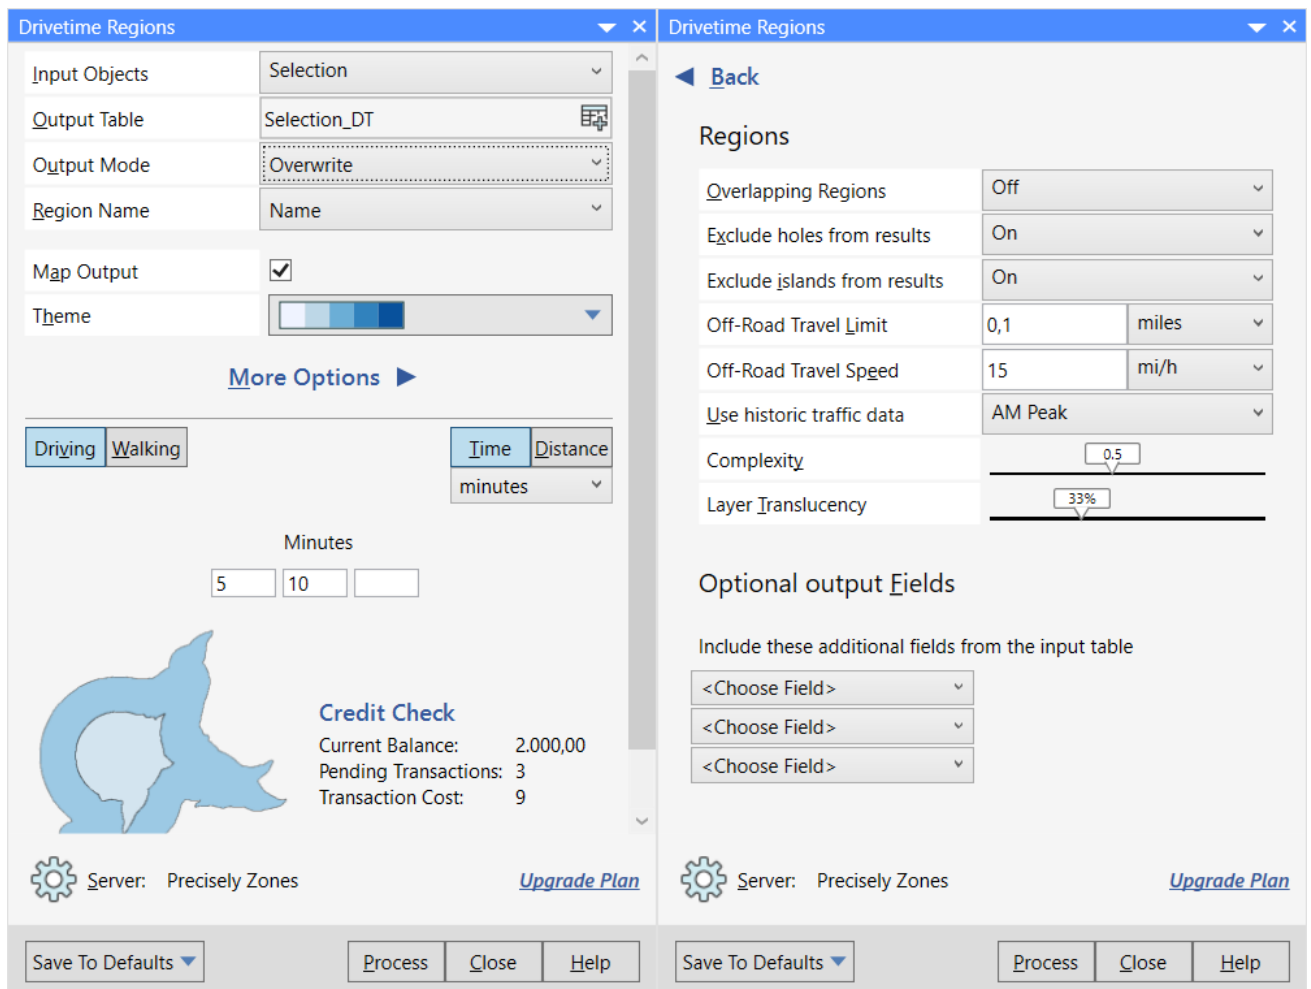 Drivetime Regions
Input Objects Selection
Output Table Selection_DT
Output Mode Overwrite
Region Name Name
Map Output
Theme
More Options
Driving Walking Time Distance
minutes
Minutes
5 10
Credit Check
Current Balance: 2.000,00
Pending Transactions: 3
Transaction Cost: 9
Server: Precisely Zones Upgrade Plan
Save To Defaults Process Close Help
Drivetime Regions
Back
Regions
Overlapping Regions Off
Exclude holes from results On
Exclude islands from results On
Off-Road Travel Limit 0,1 miles
Off-Road Travel Speed 15 mi/h
Use historic traffic data AM Peak
Complexity 0.5
Layer Translucency 33%
Optional output Fields
Include these additional fields from the input table
<Choose Field>
<Choose Field>
<Choose Field>
Server: Precisely Zones Upgrade Plan
Save To Defaults Process Close Help